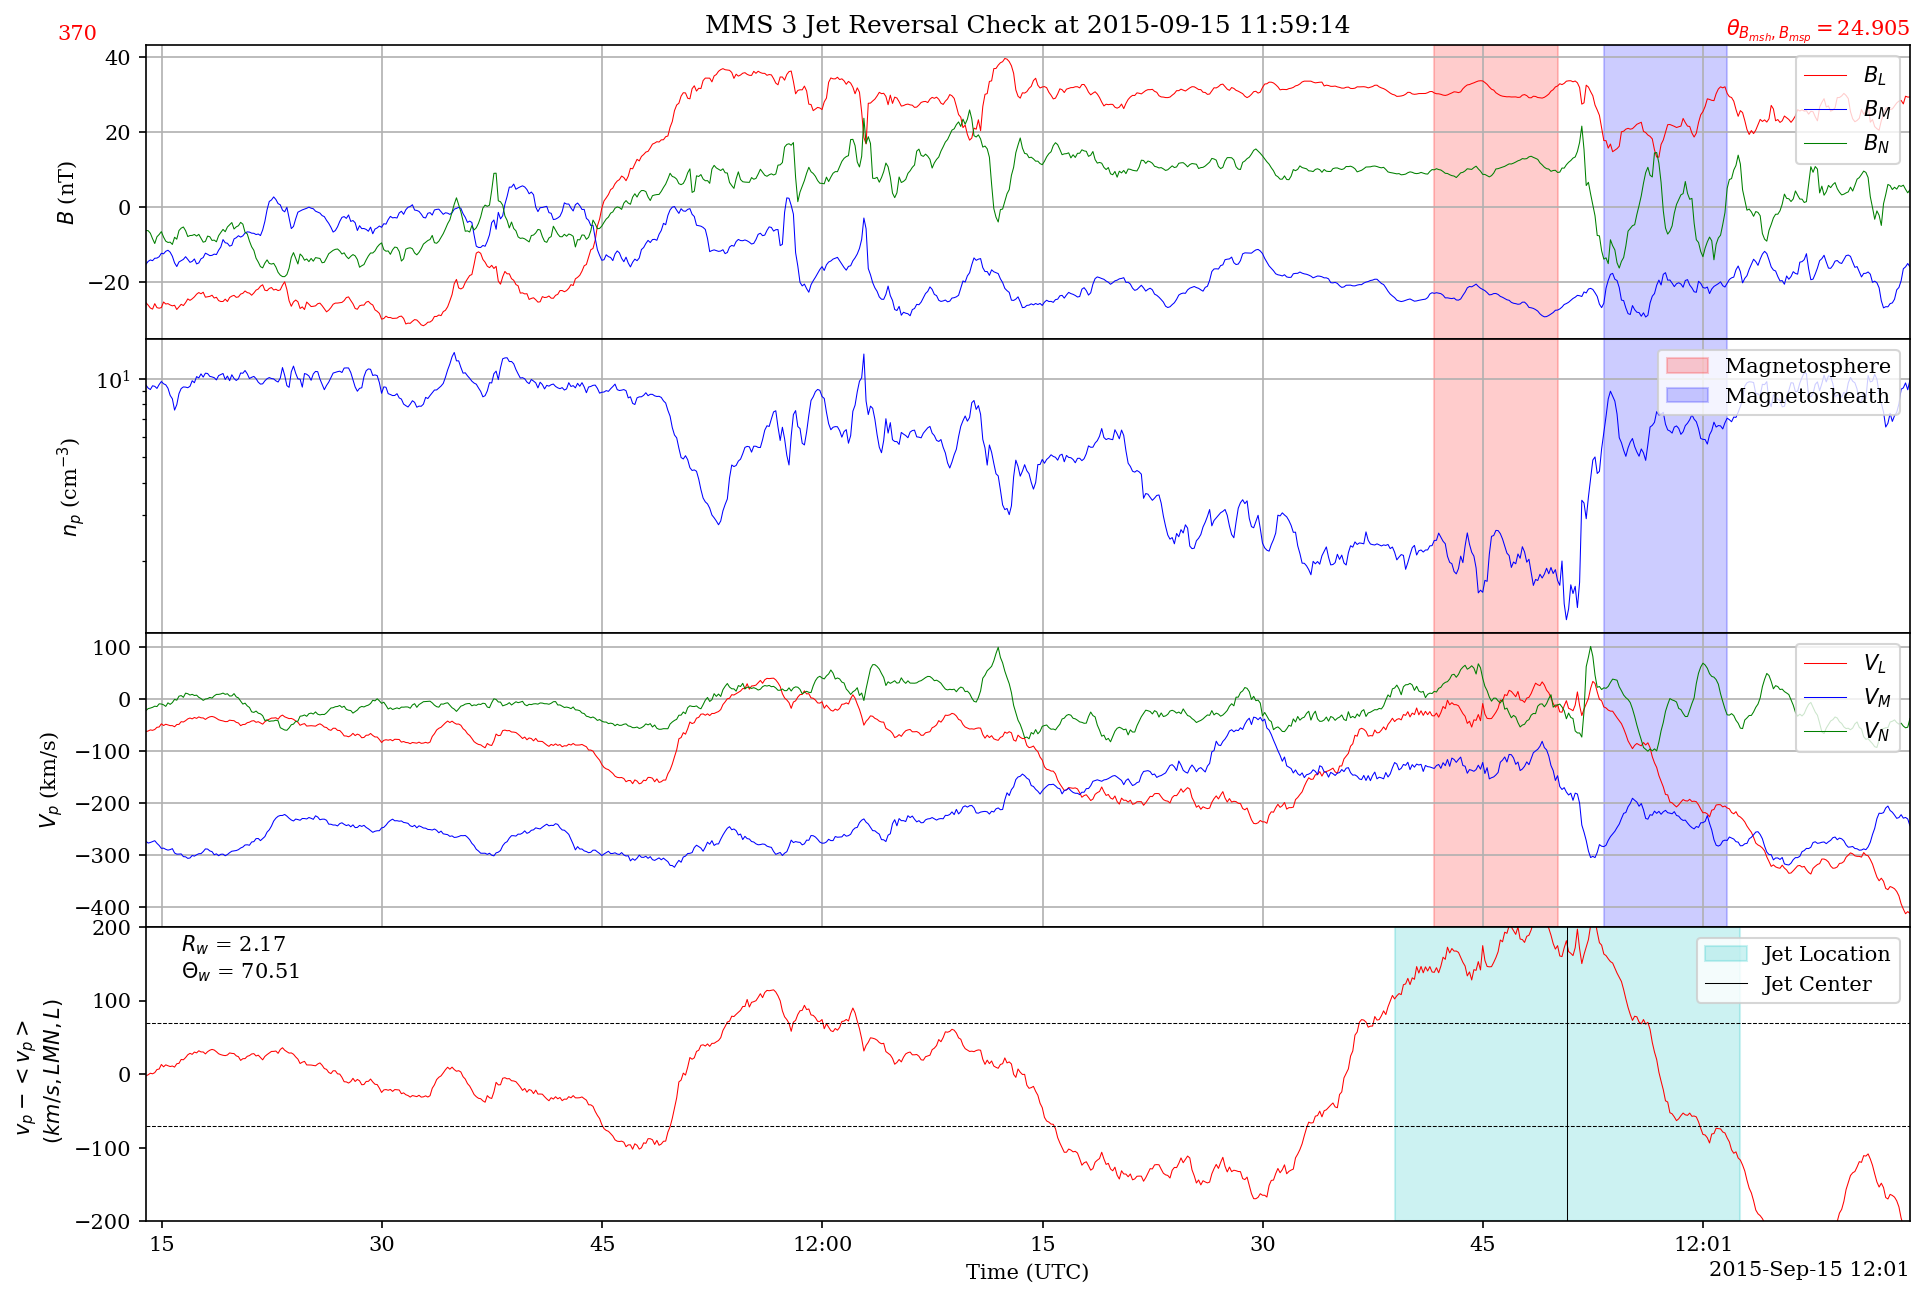 MMS 3 Jet Reversal Check at 2015-09-15 11:59:14
370
θ_{B_{msh}, B_{msp}} = 24.905
40
20
0
−20
B (nT)
B_L
B_M
B_N
10^1
n_p (cm^{−3})
Magnetosphere
Magnetosheath
100
0
−100
−200
−300
−400
V_p (km/s)
V_L
V_M
V_N
200
100
0
−100
−200
v_p − < v_p >
(km/s, LMN, L)
R_w = 2.17
Θ_w = 70.51
Jet Location
Jet Center
15
30
45
12:00
15
30
45
12:01
Time (UTC)
2015-Sep-15 12:01